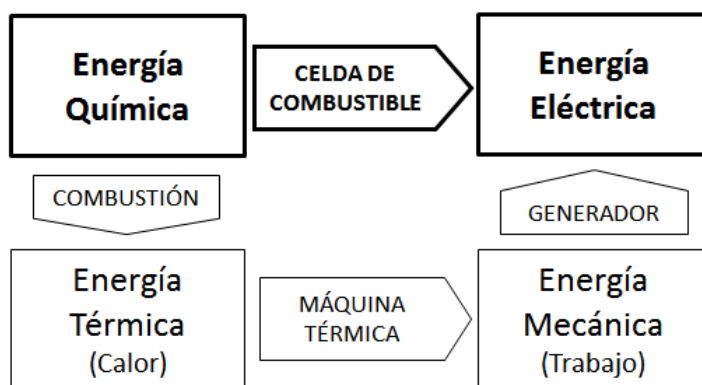 Energía
Química
CELDA DE
COMBUSTIBLE
Energía
Eléctrica
COMBUSTIÓN
GENERADOR
Energía
Térmica
(Calor)
MÁQUINA
TÉRMICA
Energía
Mecánica
(Trabajo)